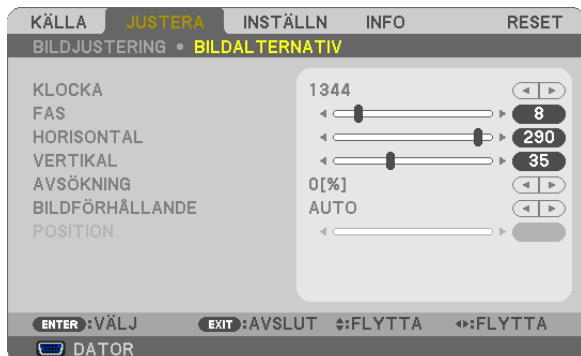 KÄLLA JUSTERA INSTÄLLN INFO RESET
BILDJUSTERING • BILDALTERNATIV
KLOCKA 1344
FAS 8
HORISONTAL 290
VERTIKAL 35
AVSÖKNING 0[%]
BILDFÖRHÅLLANDE AUTO
POSITION
ENTER :VÄLJ EXIT :AVSLUT :FLYTTA :FLYTTA
DATOR